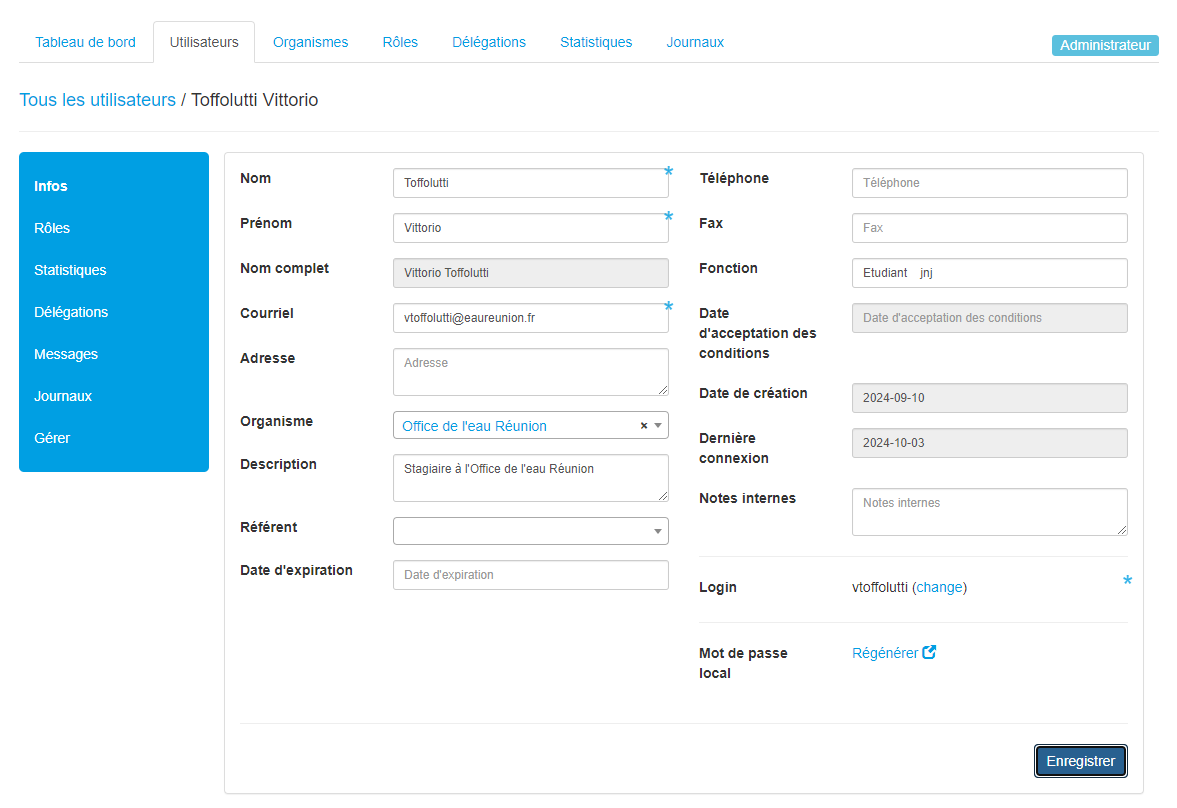 Tableau de bord Utilisateurs Organismes Rôles Délégations Statistiques Journaux Administrateur
Tous les utilisateurs / Toffolutti Vittorio
Infos
Rôles
Statistiques
Délégations
Messages
Journaux
Gérer
Nom Toffolutti *
Prénom Vittorio *
Nom complet Vittorio Toffolutti
Courriel vtoffolutti@eaureunion.fr *
Adresse Adresse
Organisme Office de l'eau Réunion ×
Description Stagiaire à l'Office de l'eau Réunion
Référent
Date d'expiration Date d'expiration
Téléphone Téléphone
Fax Fax
Fonction Etudiant jnj
Date
d'acceptation des
conditions
Date d'acceptation des conditions
Date de création 2024-09-10
Dernière
connexion
2024-10-03
Notes internes Notes internes
Login vtoffolutti (change) *
Mot de passe
local
Régénérer
Enregistrer